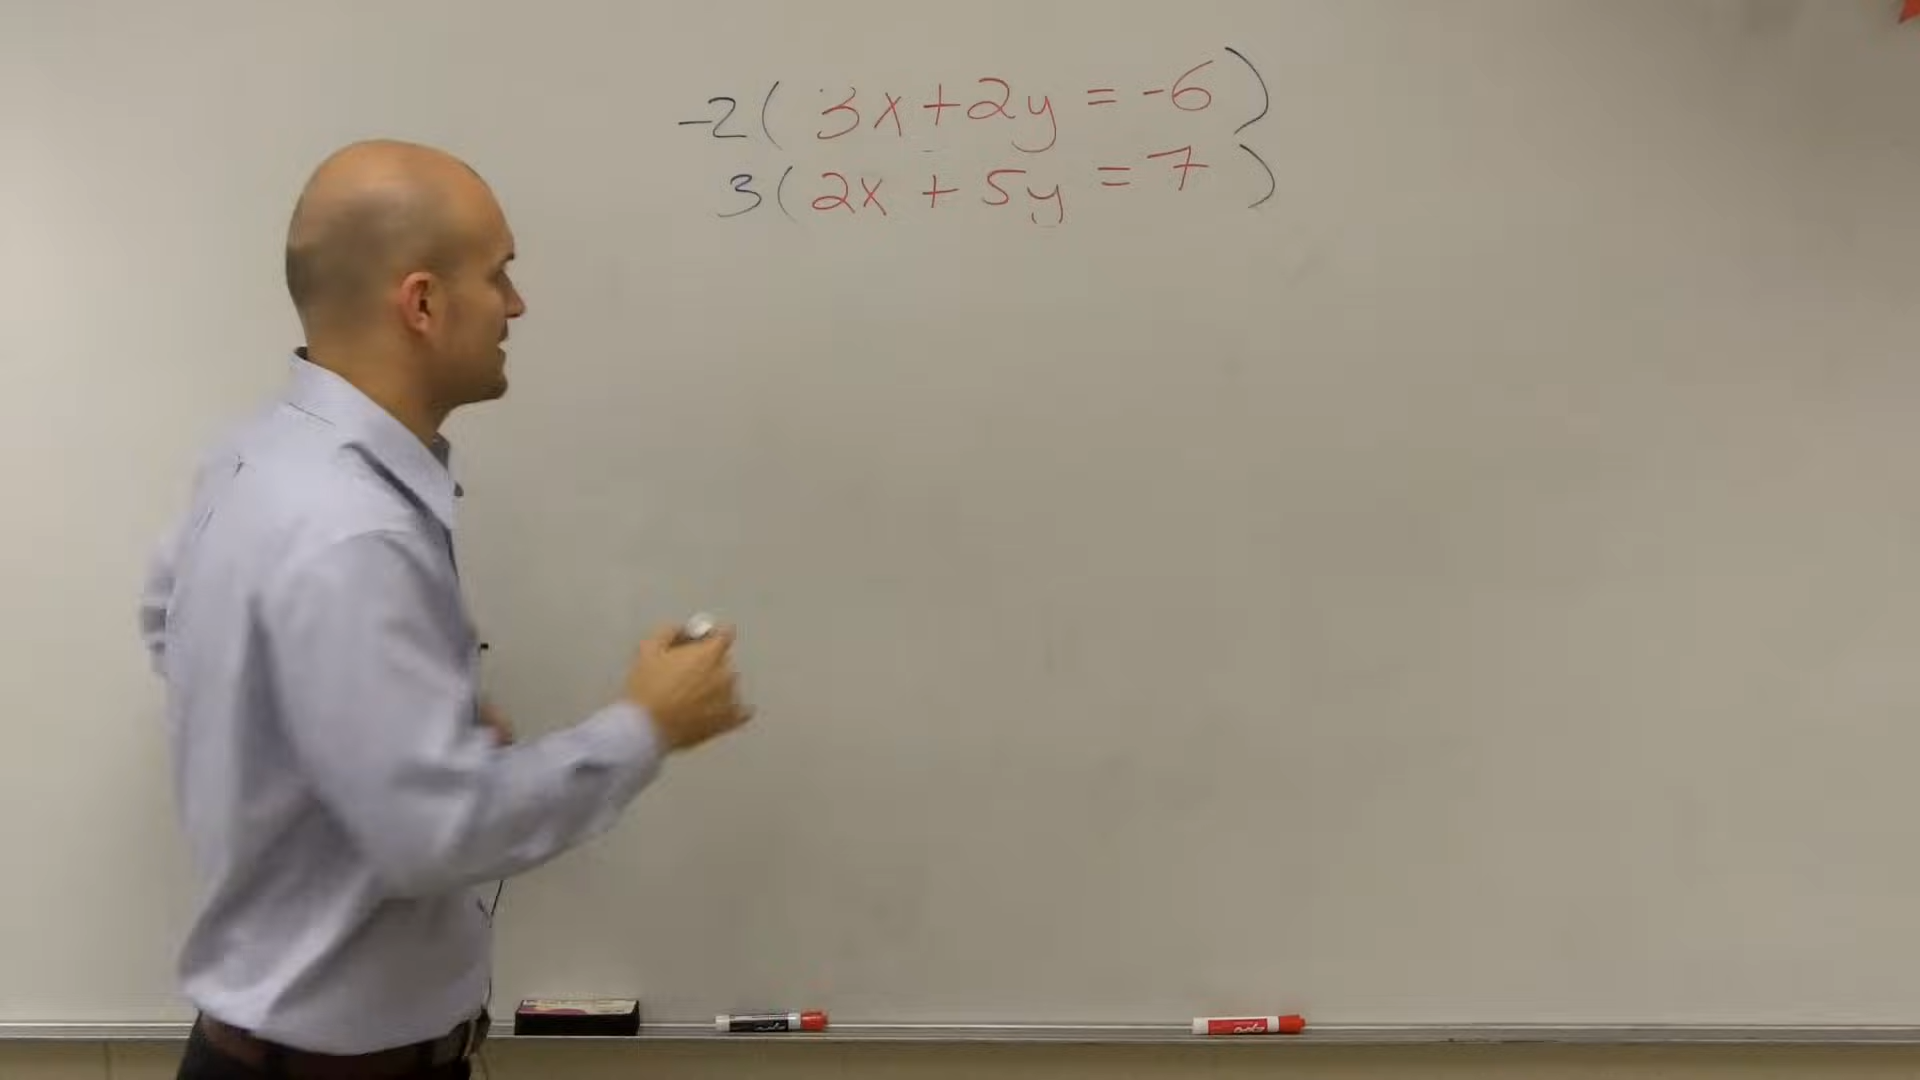 -2( 3x+2y = -6 )
3( 2x + 5y = 7 )